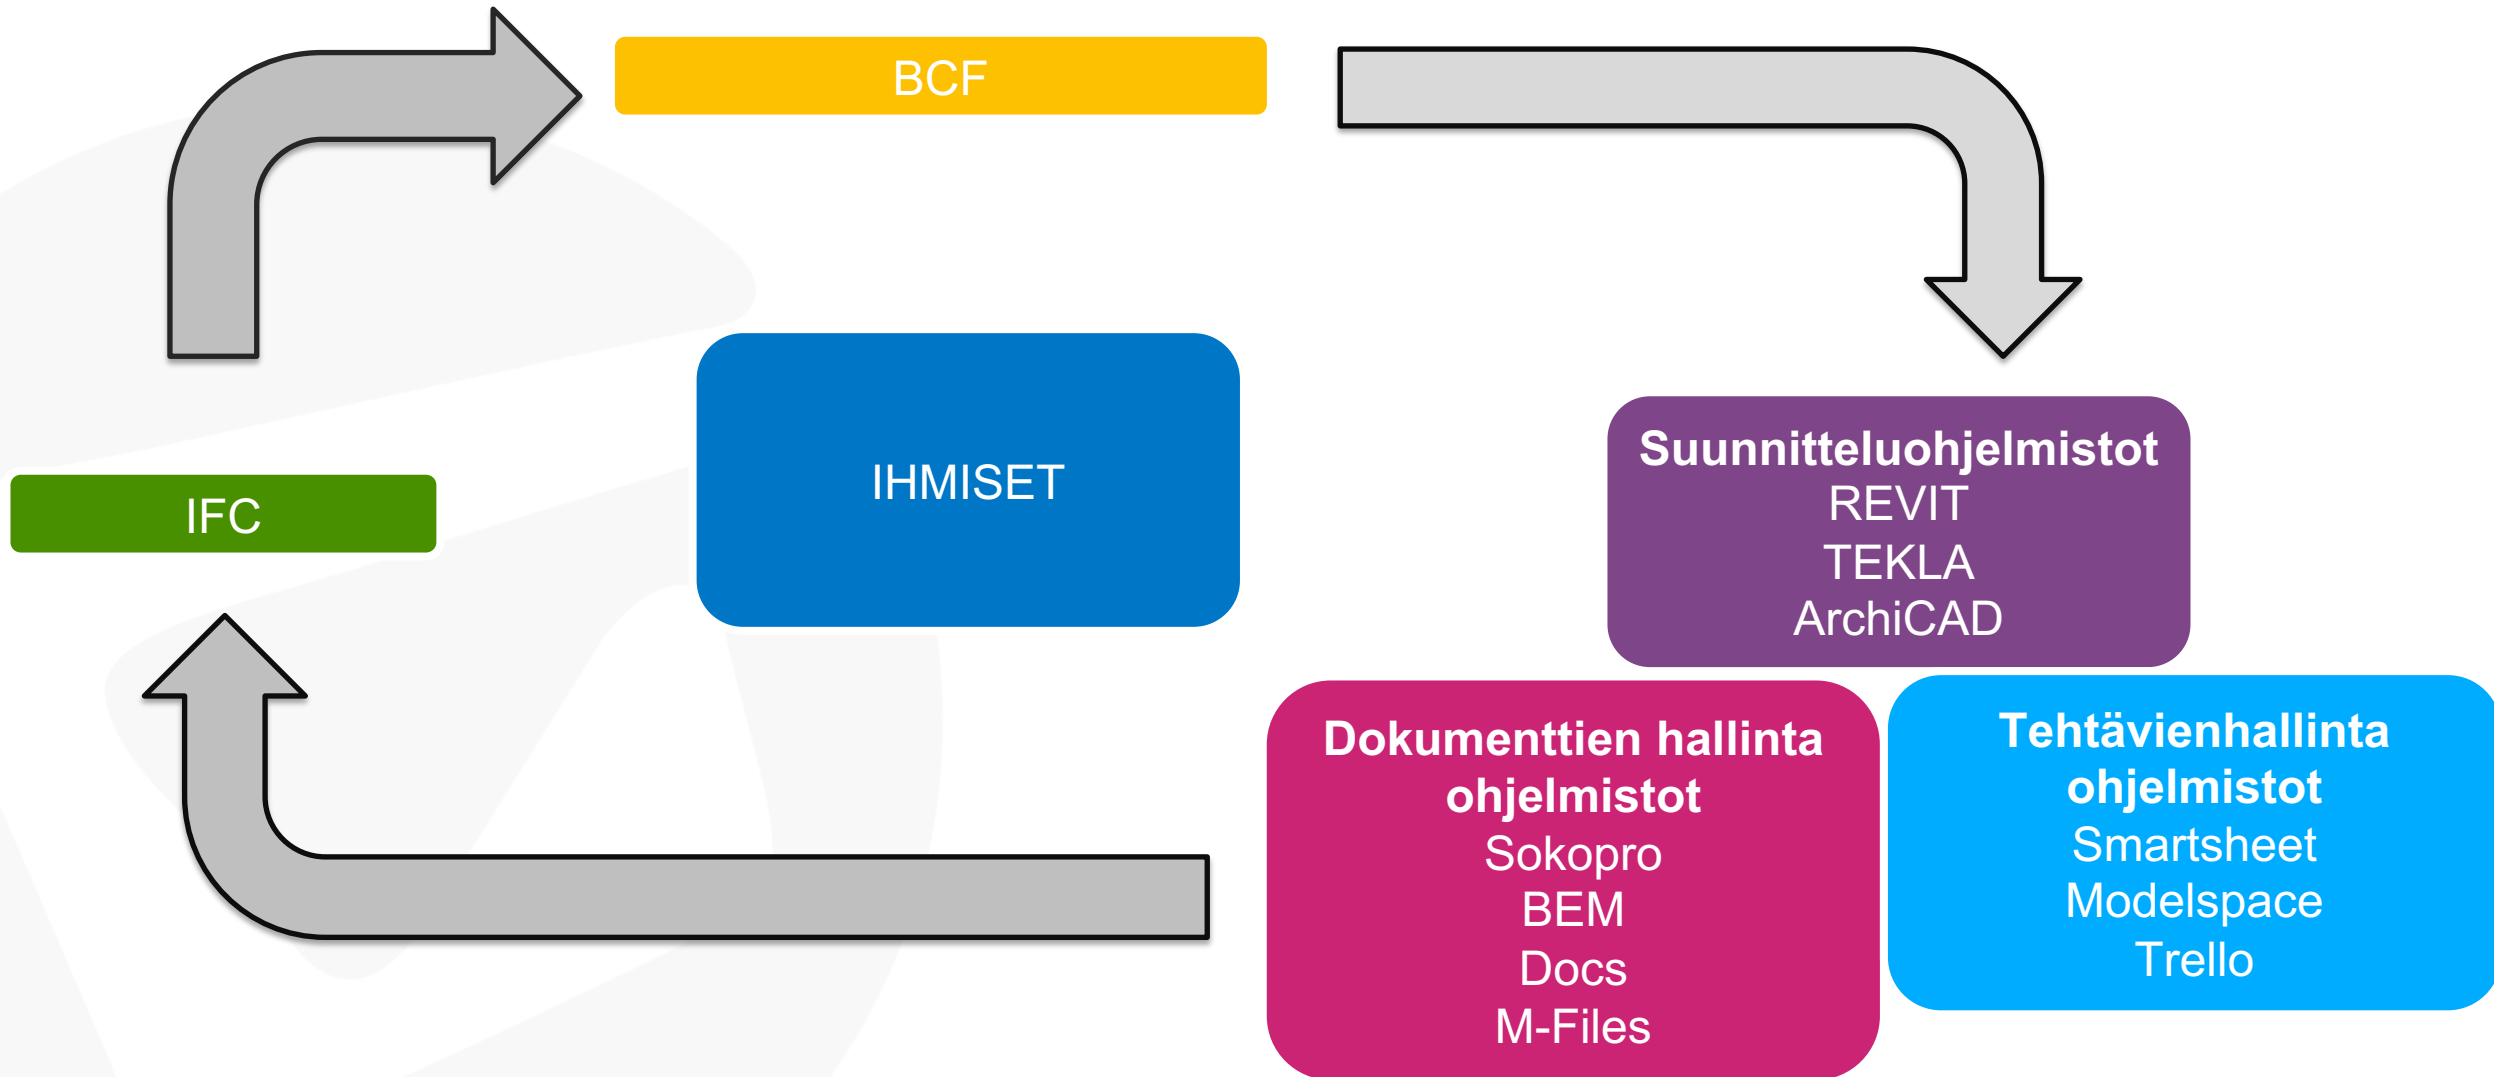 BCF
IHMISET
IFC
Suunnitteluohjelmistot
REVIT
TEKLA
ArchiCAD
Dokumenttien hallinta
ohjelmistot
Sokopro
BEM
Docs
M-Files
Tehtävienhallinta
ohjelmistot
Smartsheet
Modelspace
Trello